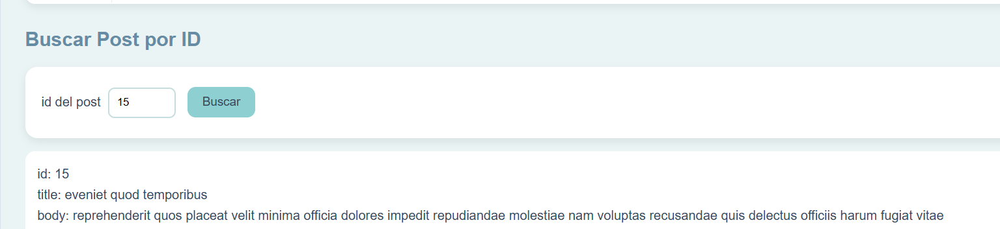 Buscar Post por ID
id del post 15 Buscar
id: 15
title: eveniet quod temporibus
body: reprehenderit quos placeat velit minima officia dolores impedit repudiandae molestiae nam voluptas recusandae quis delectus officiis harum fugiat vitae